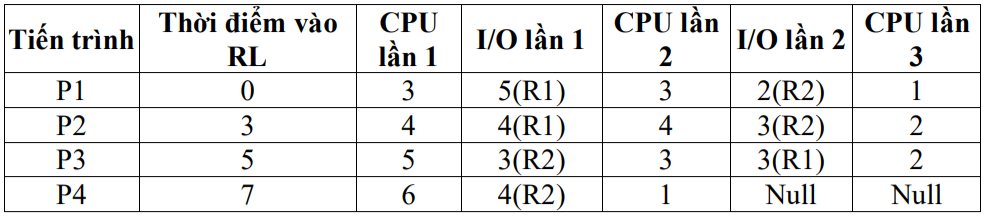 Tiến trình Thời điểm vào RL CPU lần 1 I/O lần 1 CPU lần 2 I/O lần 2 CPU lần 3
P1 0 3 5(R1) 3 2(R2) 1
P2 3 4 4(R1) 4 3(R2) 2
P3 5 5 3(R2) 3 3(R1) 2
P4 7 6 4(R2) 1 Null Null